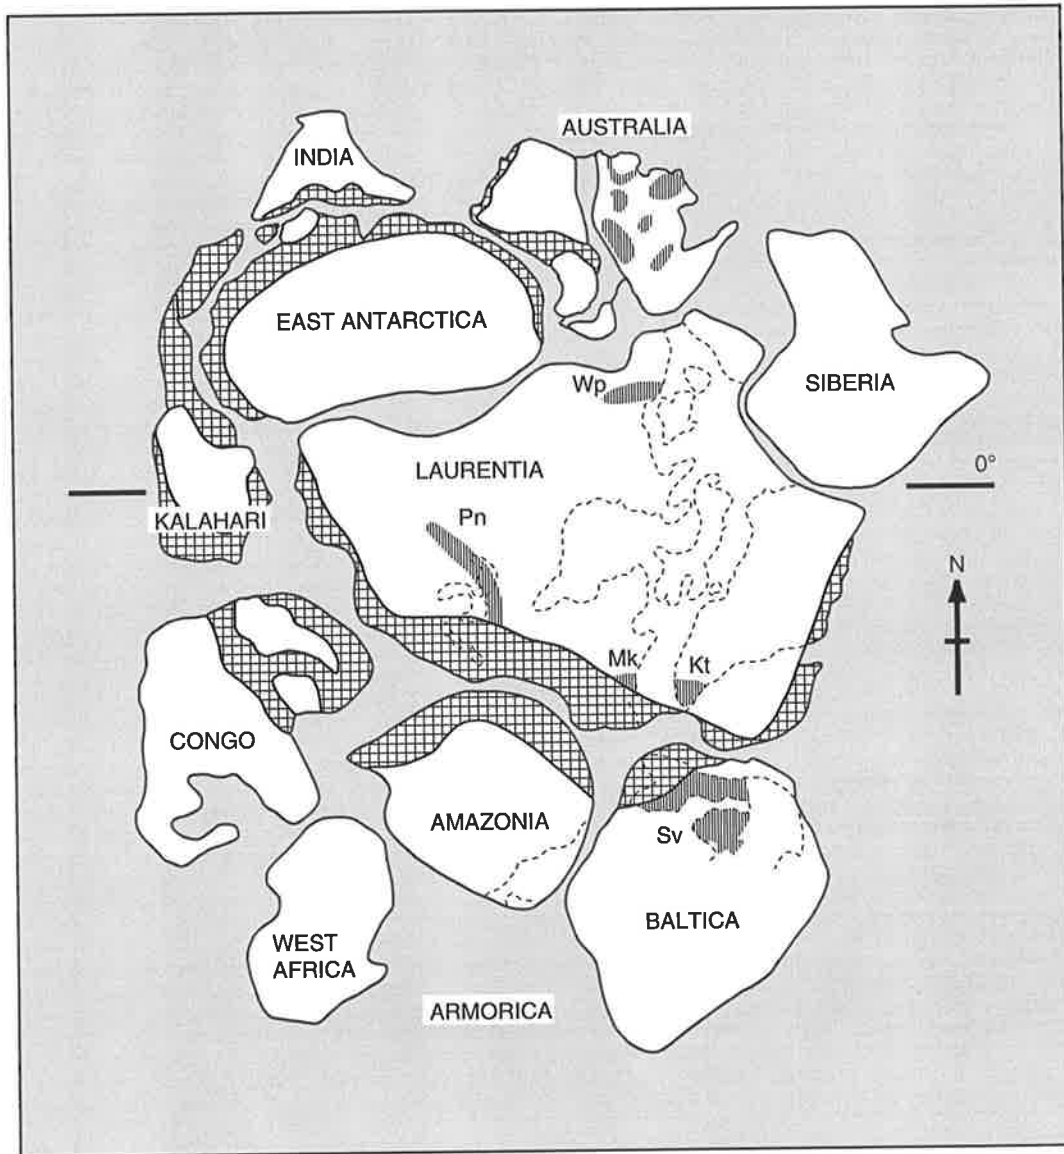 AUSTRALIA
INDIA
EAST ANTARCTICA
Wp
SIBERIA
LAURENTIA
0°
Pn
KALAHARI
N
Mk
Kt
CONGO
AMAZONIA
Sv
BALTICA
WEST
AFRICA
ARMORICA